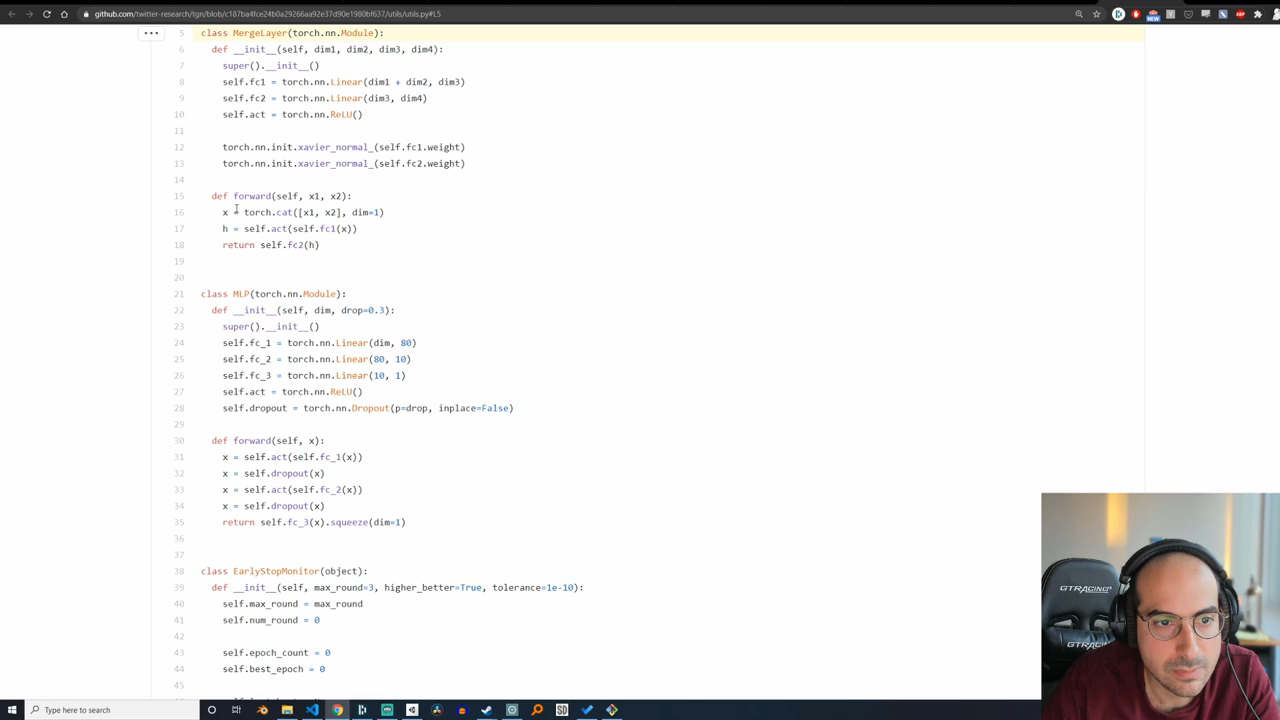 github.com/twitter-research/tgn/blob/c187ba4fce24b0a29266aa92e37d90e1980bf637/utils/utils.py#L5
5 class MergeLayer(torch.nn.Module):
6 def __init__(self, dim1, dim2, dim3, dim4):
7 super().__init__()
8 self.fc1 = torch.nn.Linear(dim1 + dim2, dim3)
9 self.fc2 = torch.nn.Linear(dim3, dim4)
10 self.act = torch.nn.ReLU()
11
12 torch.nn.init.xavier_normal_(self.fc1.weight)
13 torch.nn.init.xavier_normal_(self.fc2.weight)
14
15 def forward(self, x1, x2):
16 x = torch.cat([x1, x2], dim=1)
17 h = self.act(self.fc1(x))
18 return self.fc2(h)
19
20
21 class MLP(torch.nn.Module):
22 def __init__(self, dim, drop=0.3):
23 super().__init__()
24 self.fc_1 = torch.nn.Linear(dim, 80)
25 self.fc_2 = torch.nn.Linear(80, 10)
26 self.fc_3 = torch.nn.Linear(10, 1)
27 self.act = torch.nn.ReLU()
28 self.dropout = torch.nn.Dropout(p=drop, inplace=False)
29
30 def forward(self, x):
31 x = self.act(self.fc_1(x))
32 x = self.dropout(x)
33 x = self.act(self.fc_2(x))
34 x = self.dropout(x)
35 return self.fc_3(x).squeeze(dim=1)
36
37
38 class EarlyStopMonitor(object):
39 def __init__(self, max_round=3, higher_better=True, tolerance=1e-10):
40 self.max_round = max_round
41 self.num_round = 0
42
43 self.epoch_count = 0
44 self.best_epoch = 0
45
GTRACING
GTRACING
Type here to search